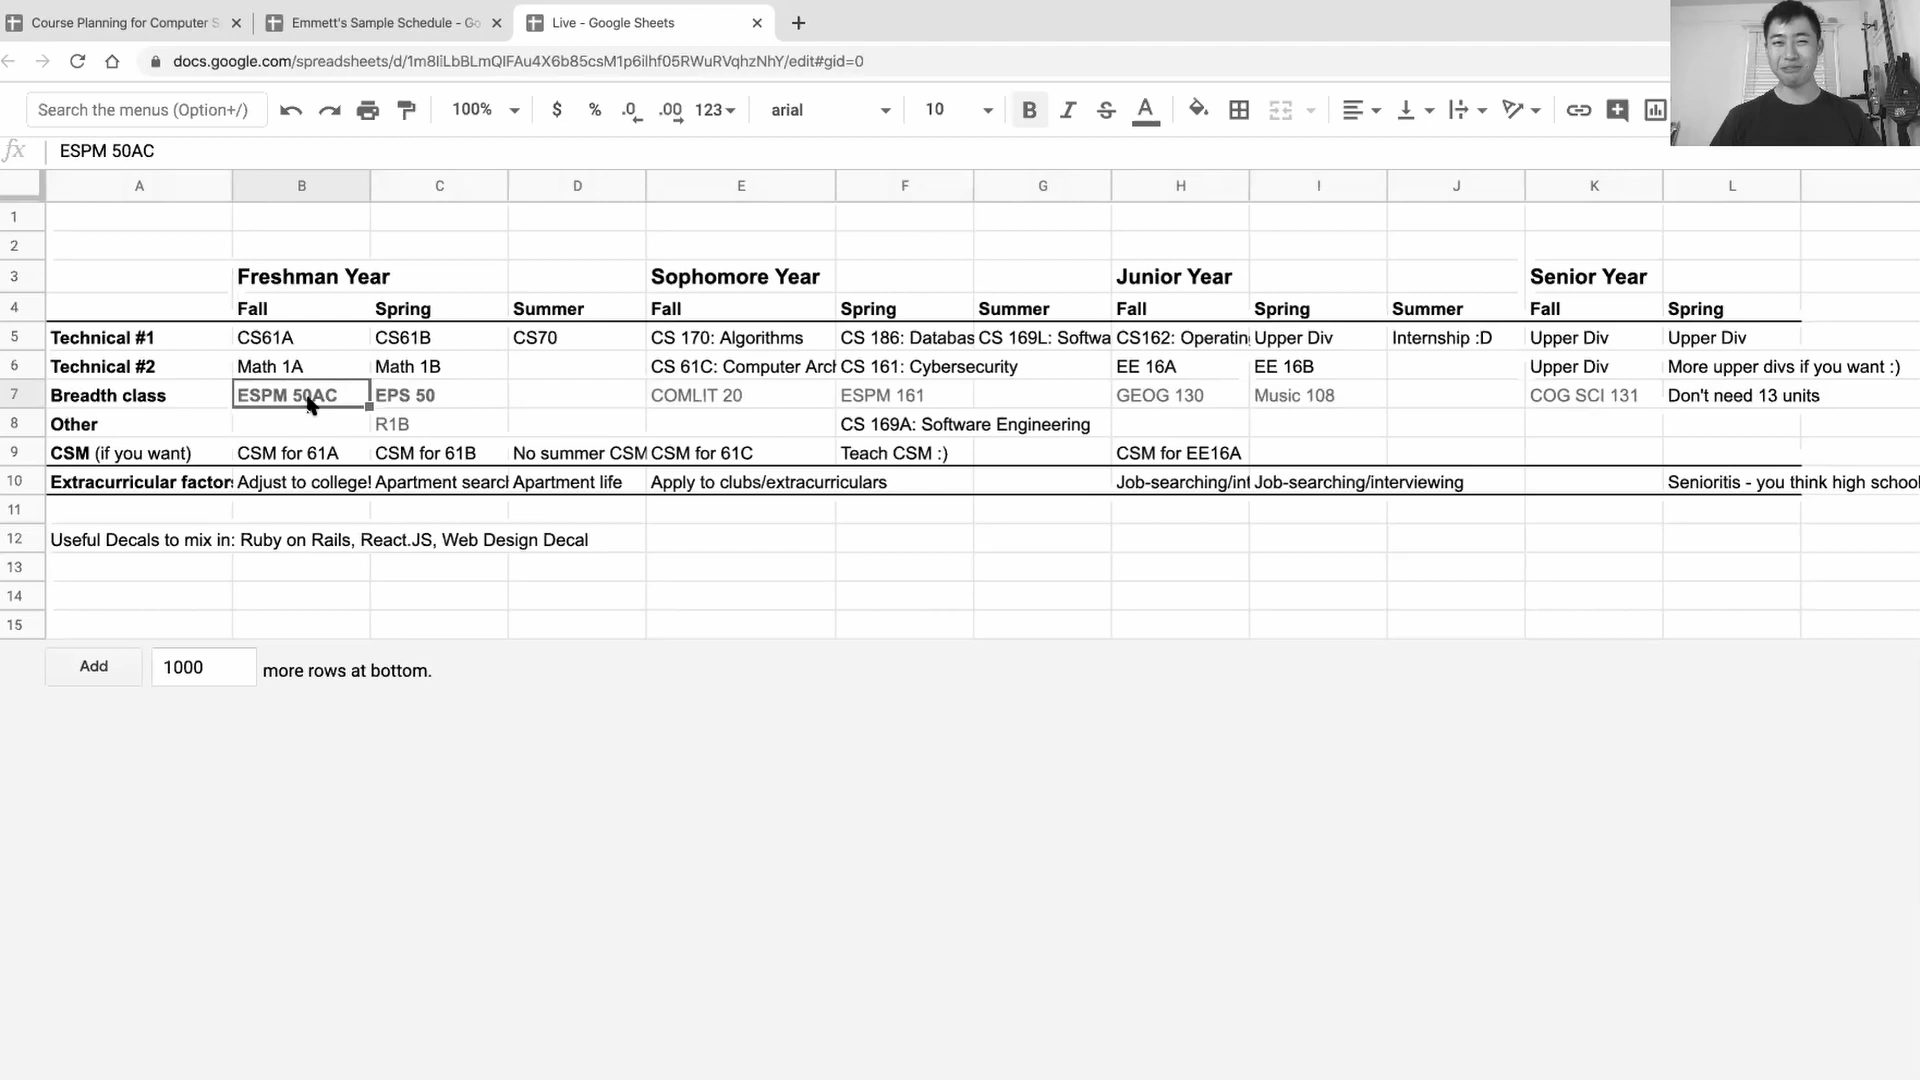 Course Planning for Computer S
Emmett's Sample Schedule - Go
Live - Google Sheets
docs.google.com/spreadsheets/d/1m8IiLbBLmQIFAu4X6b85csM1p6ilhf05RWuRVqhzNhY/edit#gid=0
Search the menus (Option+/) 100% $ % .0 .00 123 arial 10 B I S A
fx ESPM 50AC
A B C D E F G H I J K L
1
2
3 Freshman Year Sophomore Year Junior Year Senior Year
4 Fall Spring Summer Fall Spring Summer Fall Spring Summer Fall Spring
5 Technical #1 CS61A CS61B CS70 CS 170: Algorithms CS 186: Databas CS 169L: Softwa CS162: Operatin Upper Div Internship :D Upper Div Upper Div
6 Technical #2 Math 1A Math 1B CS 61C: Computer Arch CS 161: Cybersecurity EE 16A EE 16B Upper Div More upper divs if you want :)
7 Breadth class ESPM 50AC EPS 50 COMLIT 20 ESPM 161 GEOG 130 Music 108 COG SCI 131 Don't need 13 units
8 Other R1B CS 169A: Software Engineering
9 CSM (if you want) CSM for 61A CSM for 61B No summer CSM CSM for 61C Teach CSM :) CSM for EE16A
10 Extracurricular factors Adjust to college! Apartment searcl Apartment life Apply to clubs/extracurriculars Job-searching/int Job-searching/interviewing Senioritis - you think high school
11
12 Useful Decals to mix in: Ruby on Rails, React.JS, Web Design Decal
13
14
15
Add 1000 more rows at bottom.